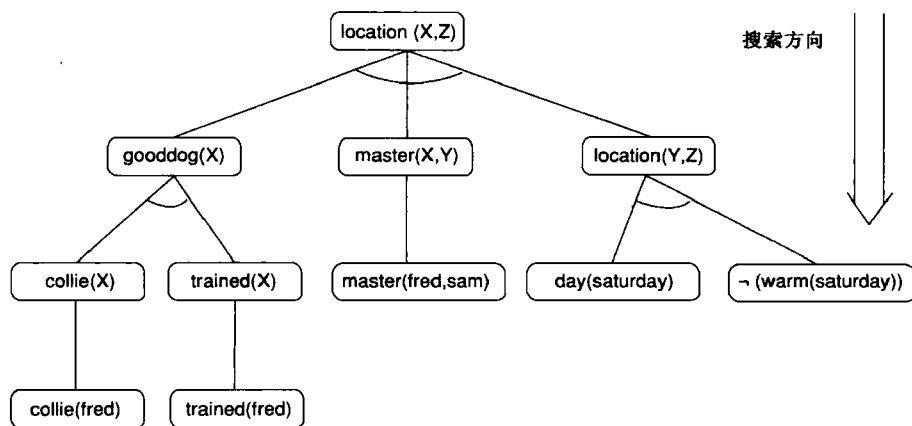 location (X,Z)
搜索方向
gooddog(X)
master(X,Y)
location(Y,Z)
collie(X)
trained(X)
master(fred,sam)
day(saturday)
¬ (warm(saturday))
collie(fred)
trained(fred)